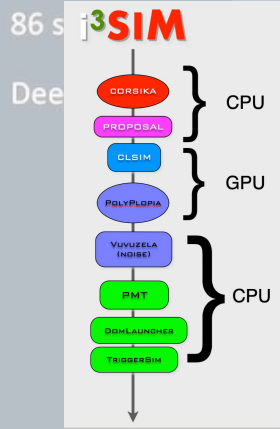 86 s
i³SIM
CORSIKA
CPU
Dee
PROPOSAL
CLSIM
GPU
POLYPLOPIA
VUVUZELA
(NOISE)
PMT
CPU
DOMLAUNCHER
TRIGGERSIM